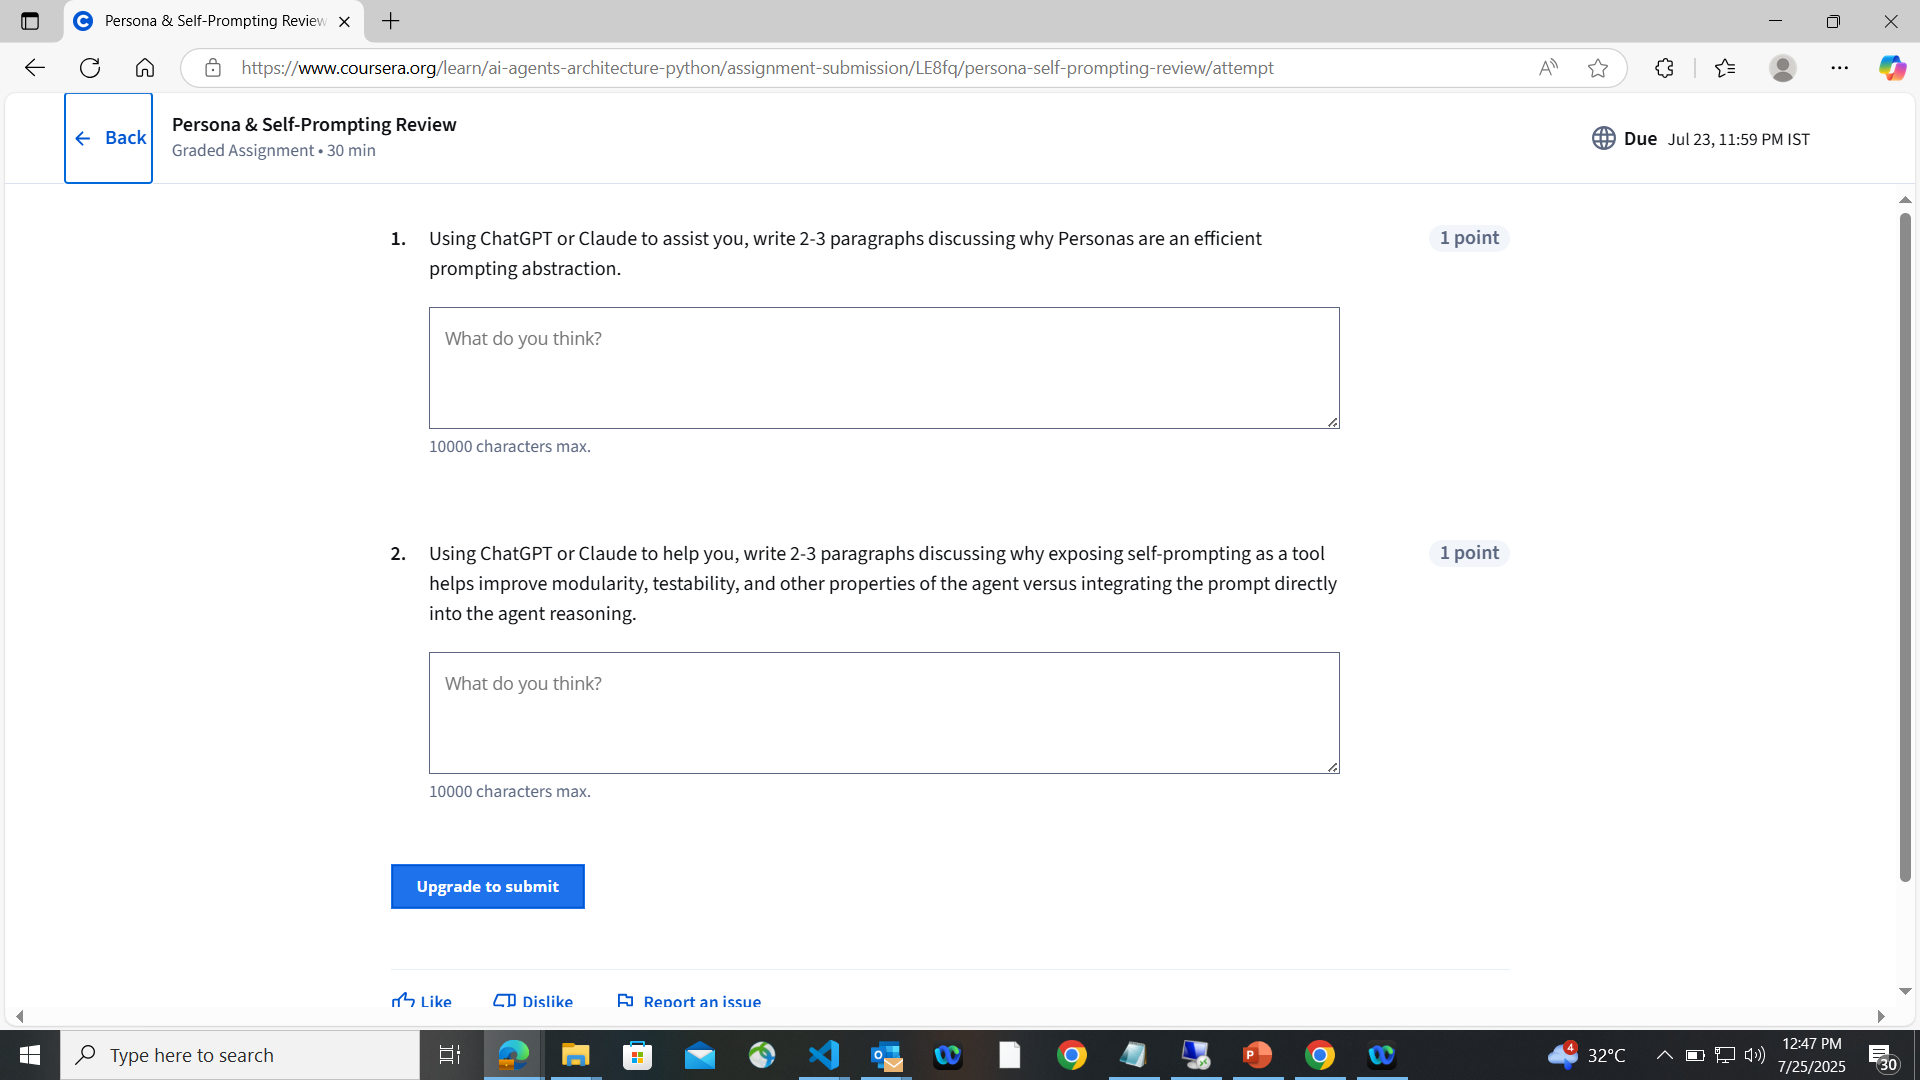 Persona & Self-Prompting Review
https://www.coursera.org/learn/ai-agents-architecture-python/assignment-submission/LE8fq/persona-self-prompting-review/attempt
Back
Persona & Self-Prompting Review
Graded Assignment • 30 min
Due Jul 23, 11:59 PM IST
1. Using ChatGPT or Claude to assist you, write 2-3 paragraphs discussing why Personas are an efficient
prompting abstraction.
1 point
What do you think?
10000 characters max.
2. Using ChatGPT or Claude to help you, write 2-3 paragraphs discussing why exposing self-prompting as a tool
helps improve modularity, testability, and other properties of the agent versus integrating the prompt directly
into the agent reasoning.
1 point
What do you think?
10000 characters max.
Upgrade to submit
Like Dislike Report an issue
Type here to search
4
32°C
12:47 PM
7/25/2025
30